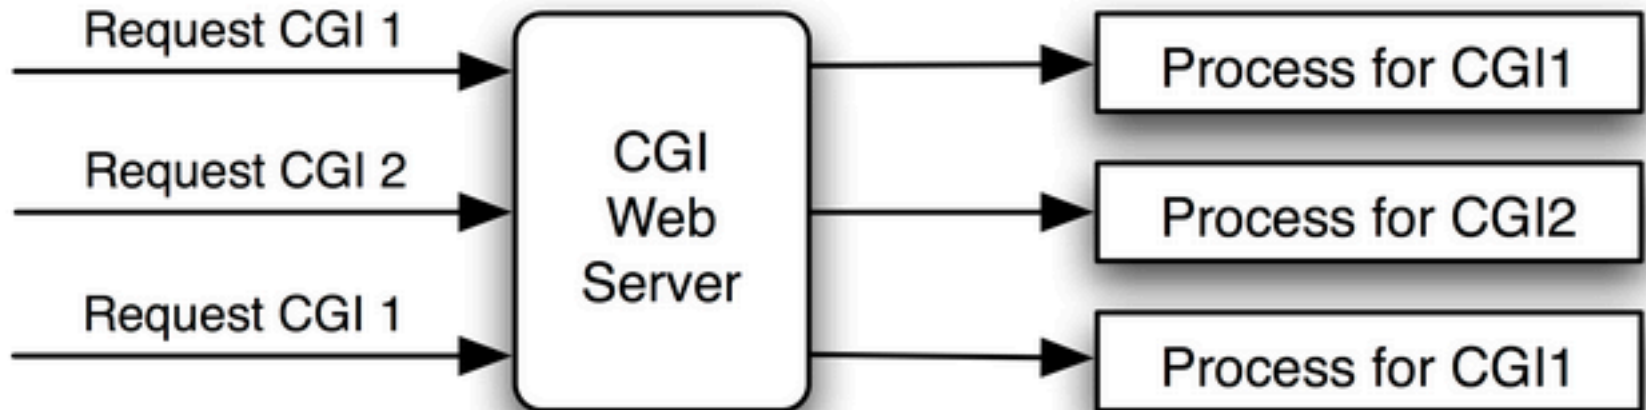 Request CGI 1
Process for CGI1
Request CGI 2
CGI
Web
Server
Process for CGI2
Request CGI 1
Process for CGI1